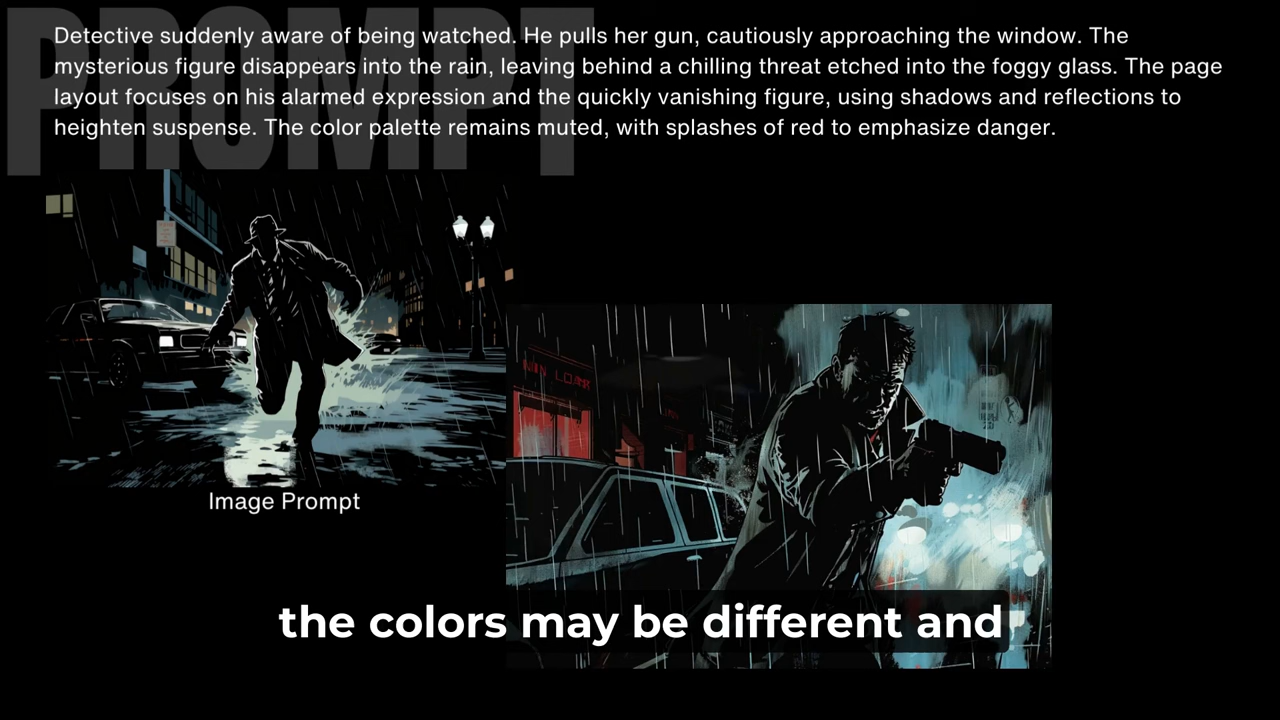 PROMPT
Detective suddenly aware of being watched. He pulls her gun, cautiously approaching the window. The
mysterious figure disappears into the rain, leaving behind a chilling threat etched into the foggy glass. The page
layout focuses on his alarmed expression and the quickly vanishing figure, using shadows and reflections to
heighten suspense. The color palette remains muted, with splashes of red to emphasize danger.
Image Prompt
the colors may be different and